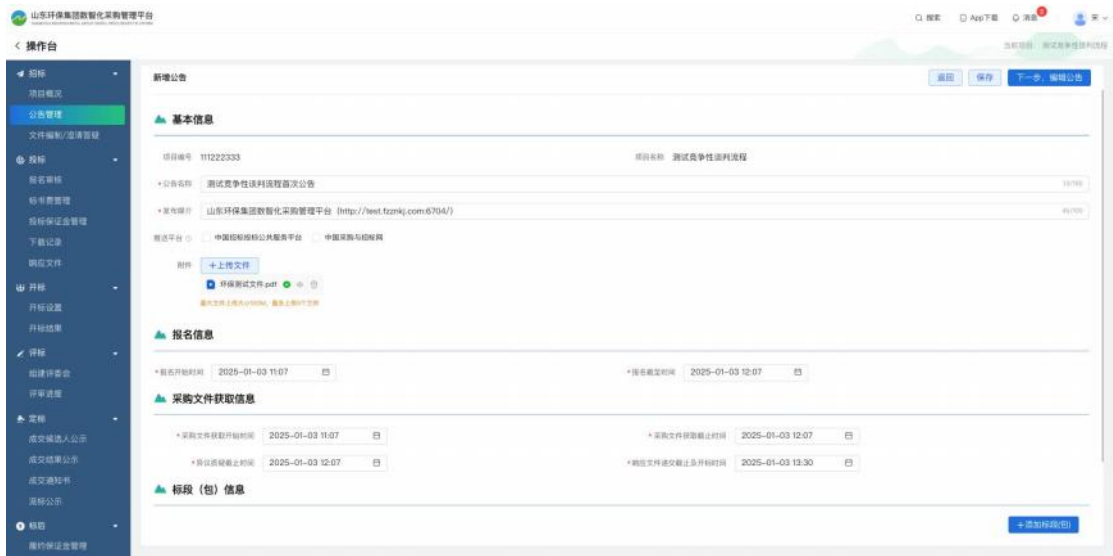 山东环保集团数智化采购管理平台
搜索 App下载 消息
操作台
招标
项目概况
公告管理
文件编制/澄清答疑
投标
报名审核
标书费管理
投标保证金管理
下载记录
响应文件
开标
开标设置
开标结果
评标
组建评委会
评审进度
定标
成交候选人公示
成交结果公示
成交通知书
流标公示
标后
履约保证金管理
当前项目 测试竞争性谈判流程
新增公告
返回 保存 下一步，编辑公告
基本信息
项目编号 111222333
项目名称 测试竞争性谈判流程
*公告名称 测试竞争性谈判流程首次公告
*发布媒介 山东环保集团数智化采购管理平台（http://test.fzznkj.com:6704/）
推送平台 中国招标投标公共服务平台 中国采购与招标网
附件 +上传文件
环保测试文件.pdf
报名信息
*报名开始时间 2025-01-03 11:07
*报名截至时间 2025-01-03 12:07
采购文件获取信息
*采购文件获取开始时间 2025-01-03 11:07
*采购文件获取截止时间 2025-01-03 12:07
*异议质疑截止时间 2025-01-03 12:07
*响应文件递交截止及开标时间 2025-01-03 13:30
标段（包）信息
+添加标段(包)